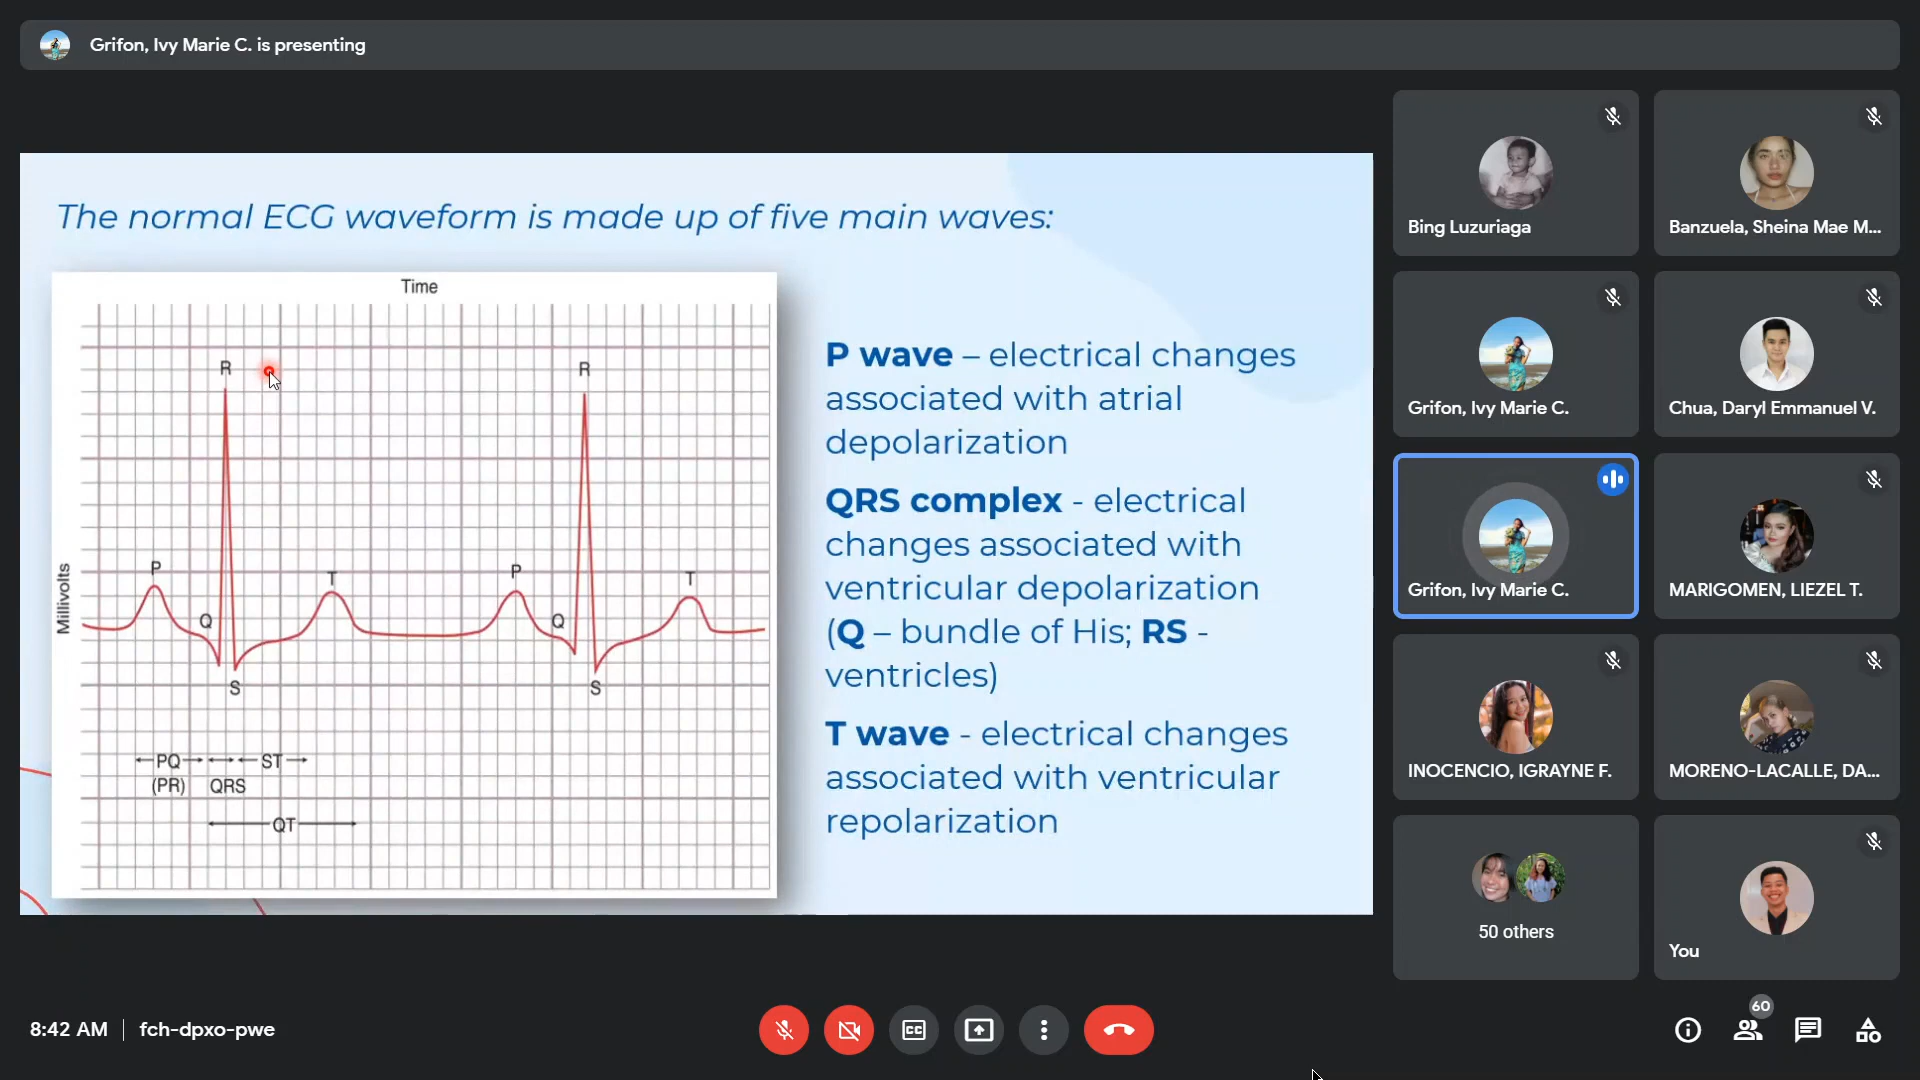 Grifon, Ivy Marie C. is presenting
The normal ECG waveform is made up of five main waves:
Time
Millivolts
R
R
P
T
P
T
Q
Q
S
S
PQ
ST
(PR)
QRS
QT
P wave – electrical changes
associated with atrial
depolarization
QRS complex - electrical
changes associated with
ventricular depolarization
(Q – bundle of His; RS -
ventricles)
T wave - electrical changes
associated with ventricular
repolarization
Bing Luzuriaga
Banzuela, Sheina Mae M...
Grifon, Ivy Marie C.
Chua, Daryl Emmanuel V.
Grifon, Ivy Marie C.
MARIGOMEN, LIEZEL T.
INOCENCIO, IGRAYNE F.
MORENO-LACALLE, DA...
50 others
You
8:42 AM
fch-dpxo-pwe
CC
60